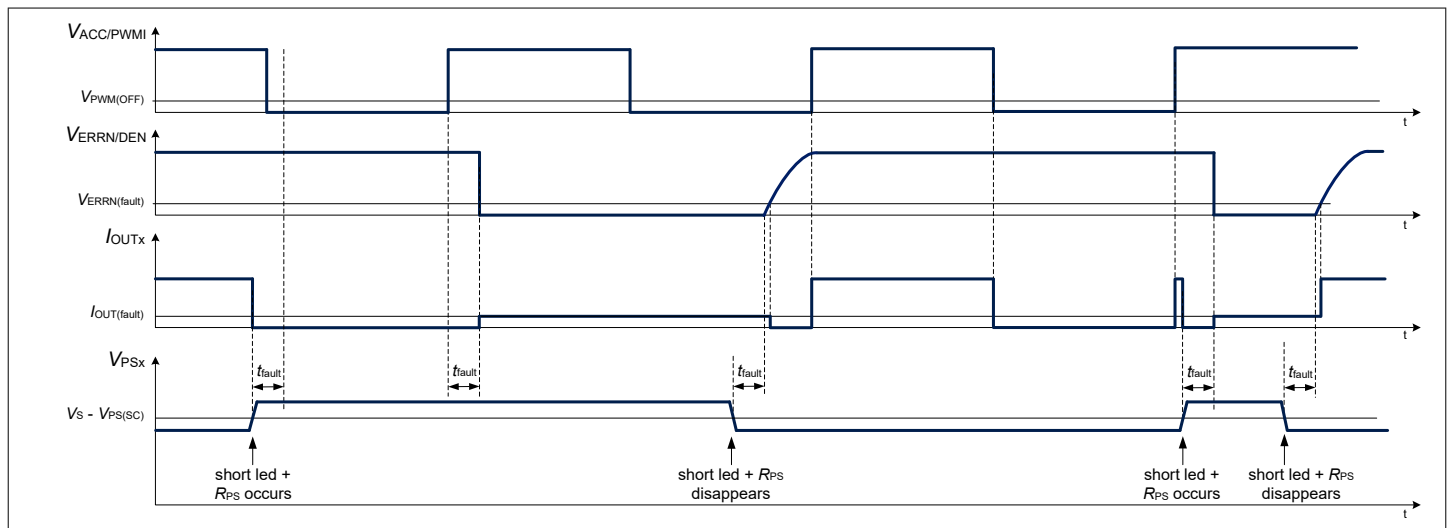 VACC/PWMI
VPWM(OFF)
t
VERRN/DEN
VERRN(fault)
t
IOUTx
IOUT(fault)
t
VPSx
tfault
tfault
tfault
tfault
tfault
VS - VPS(SC)
short led +
RPS occurs
short led + RPS
disappears
short led +
RPS occurs
short led + RPS
disappears
t